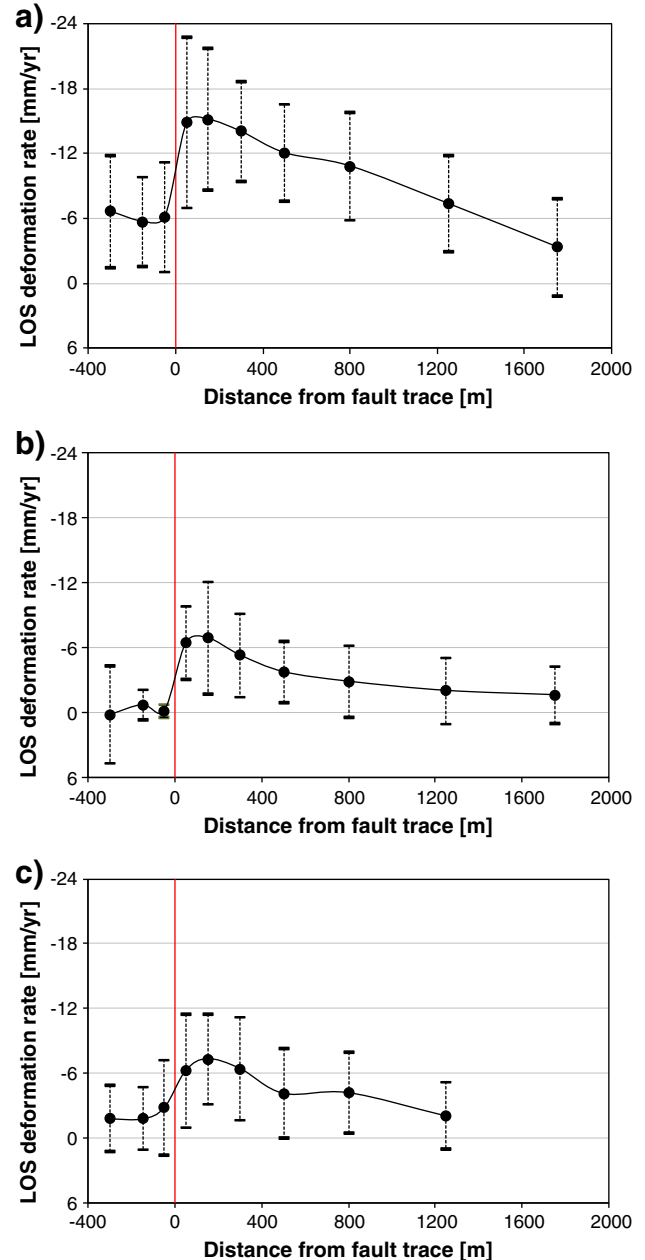 a)
LOS deformation rate [mm/yr]
-24
-18
-12
-6
0
6
-400 0 400 800 1200 1600 2000
Distance from fault trace [m]
b)
LOS deformation rate [mm/yr]
-24
-18
-12
-6
0
6
-400 0 400 800 1200 1600 2000
Distance from fault trace [m]
c)
LOS deformation rate [mm/yr]
-24
-18
-12
-6
0
6
-400 0 400 800 1200 1600 2000
Distance from fault trace [m]